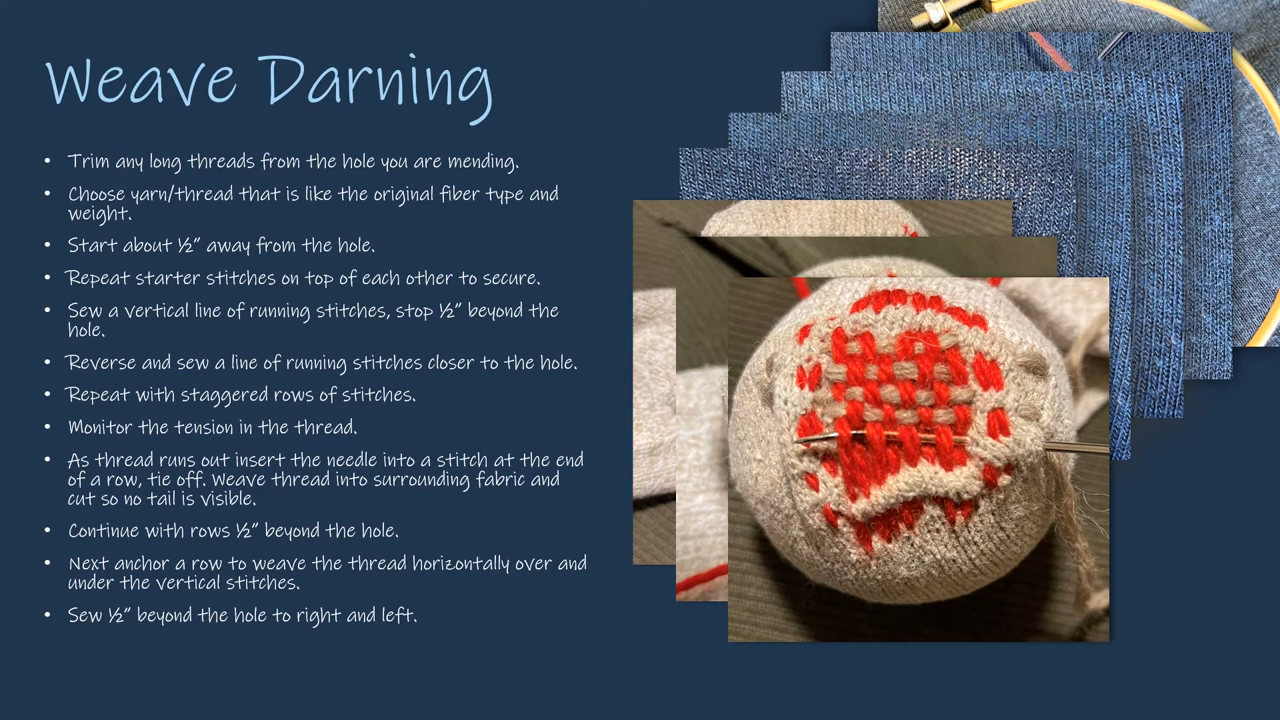 Weave Darning
• Trim any long threads from the hole you are mending.
• Choose yarn/thread that is like the original fiber type and
weight.
• Start about ½" away from the hole.
• Repeat starter stitches on top of each other to secure.
• Sew a vertical line of running stitches, stop ½" beyond the
hole.
• Reverse and sew a line of running stitches closer to the hole.
• Repeat with staggered rows of stitches.
• Monitor the tension in the thread.
• As thread runs out insert the needle into a stitch at the end
of a row, tie off. Weave thread into surrounding fabric and
cut so no tail is visible.
• Continue with rows ½" beyond the hole.
• Next anchor a row to weave the thread horizontally over and
under the vertical stitches.
• Sew ½" beyond the hole to right and left.